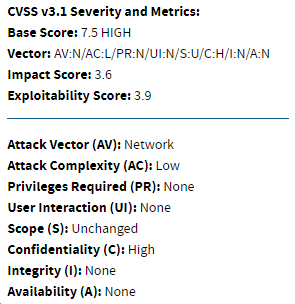 CVSS v3.1 Severity and Metrics:
Base Score: 7.5 HIGH
Vector: AV:N/AC:L/PR:N/UI:N/S:U/C:H/I:N/A:N
Impact Score: 3.6
Exploitability Score: 3.9
Attack Vector (AV): Network
Attack Complexity (AC): Low
Privileges Required (PR): None
User Interaction (UI): None
Scope (S): Unchanged
Confidentiality (C): High
Integrity (I): None
Availability (A): None